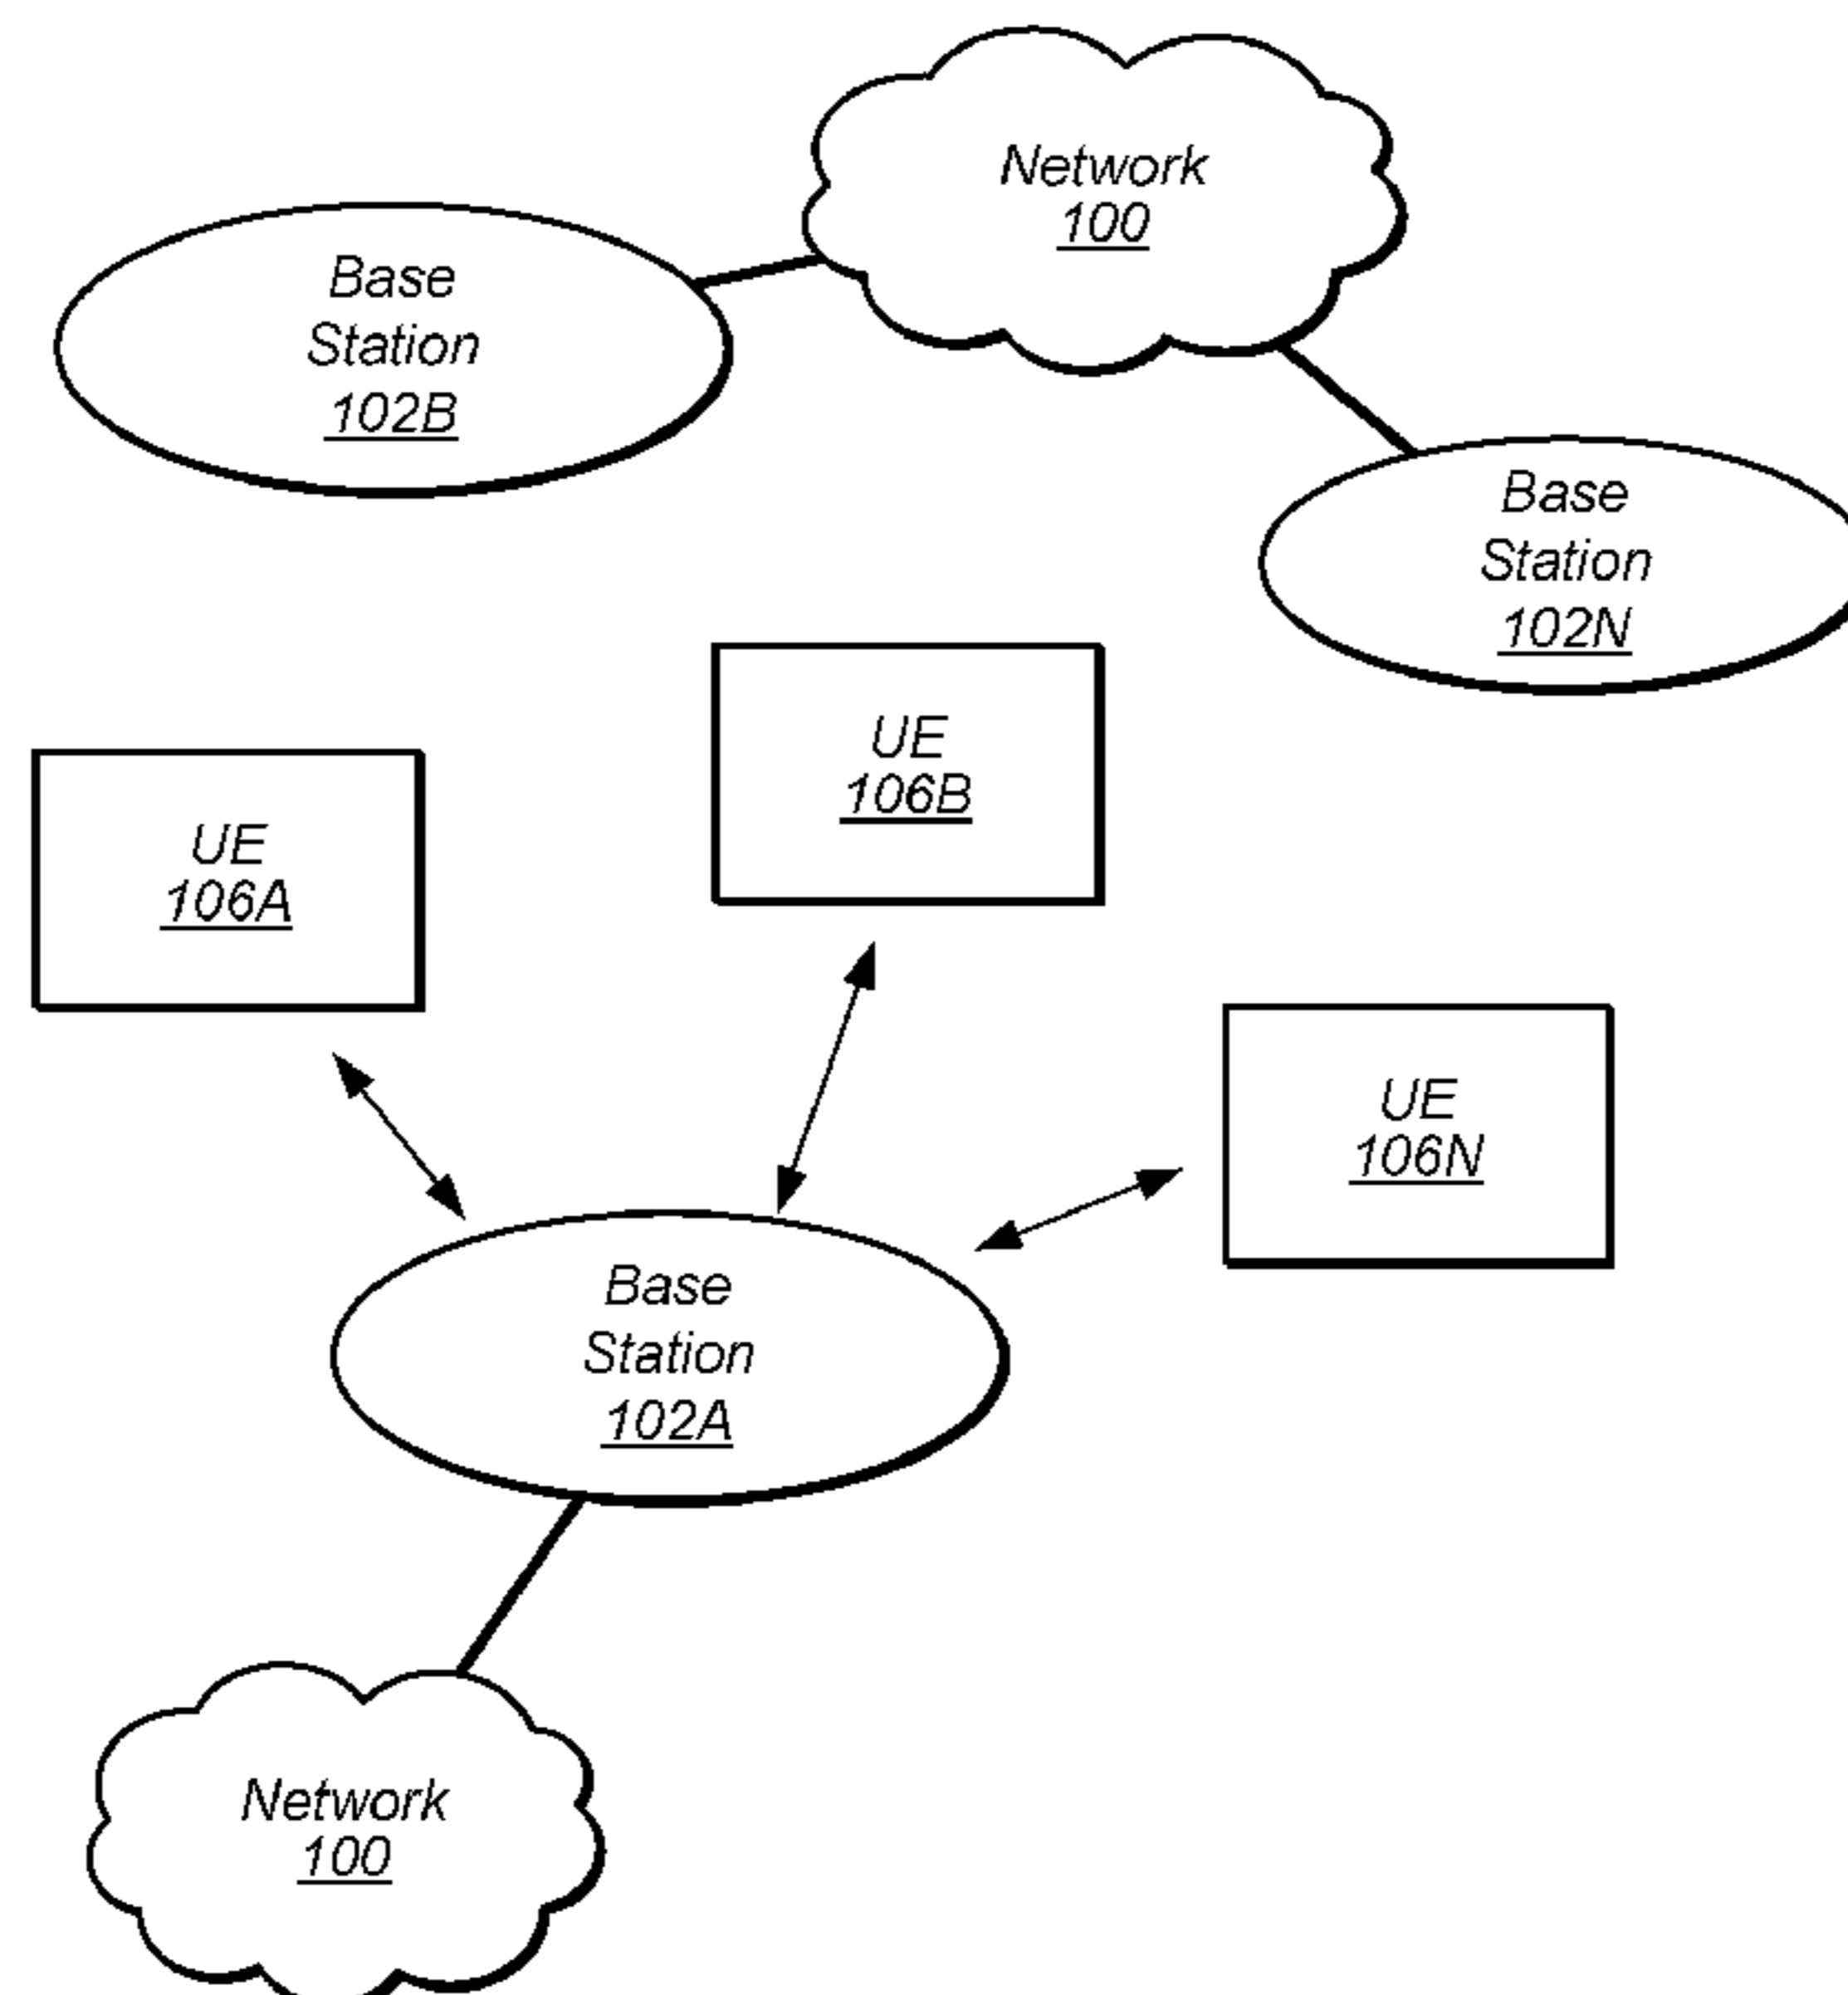 Network
100
Base
Station
102B
Base
Station
102N
UE
106B
UE
106A
UE
106N
Base
Station
102A
Network
100